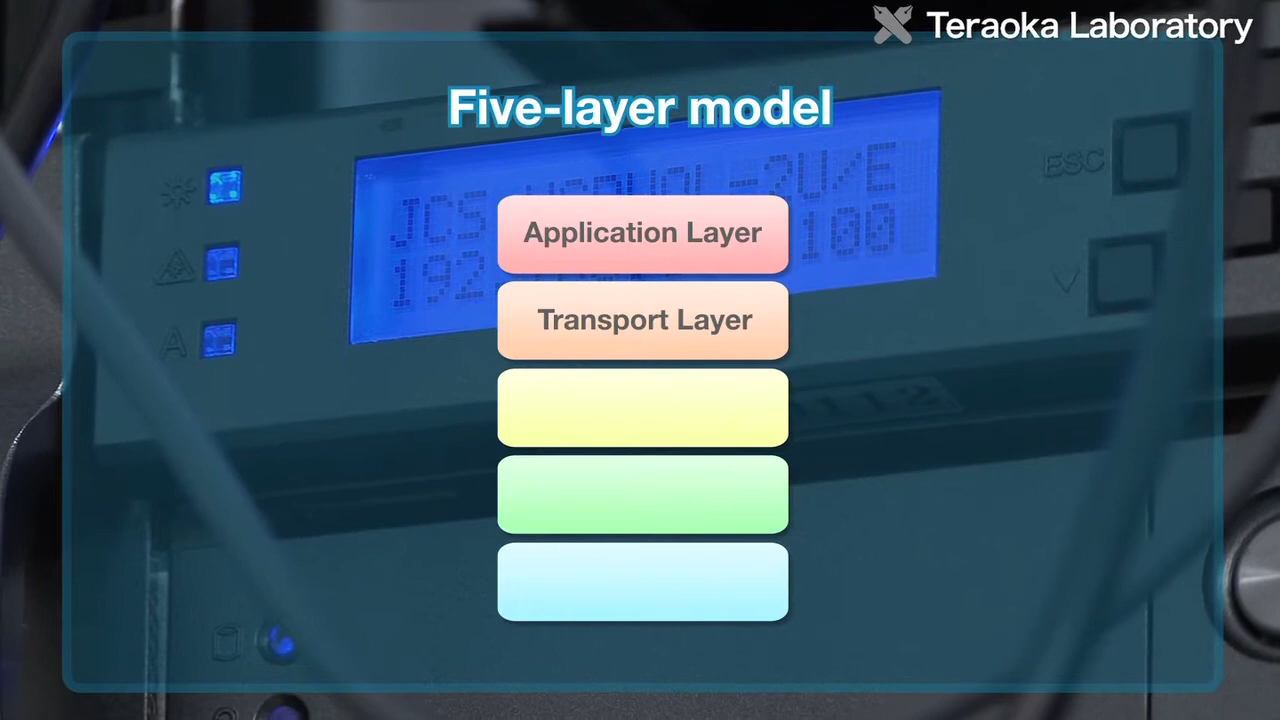 Teraoka Laboratory
Five-layer model
Application Layer
Transport Layer
ESC
A